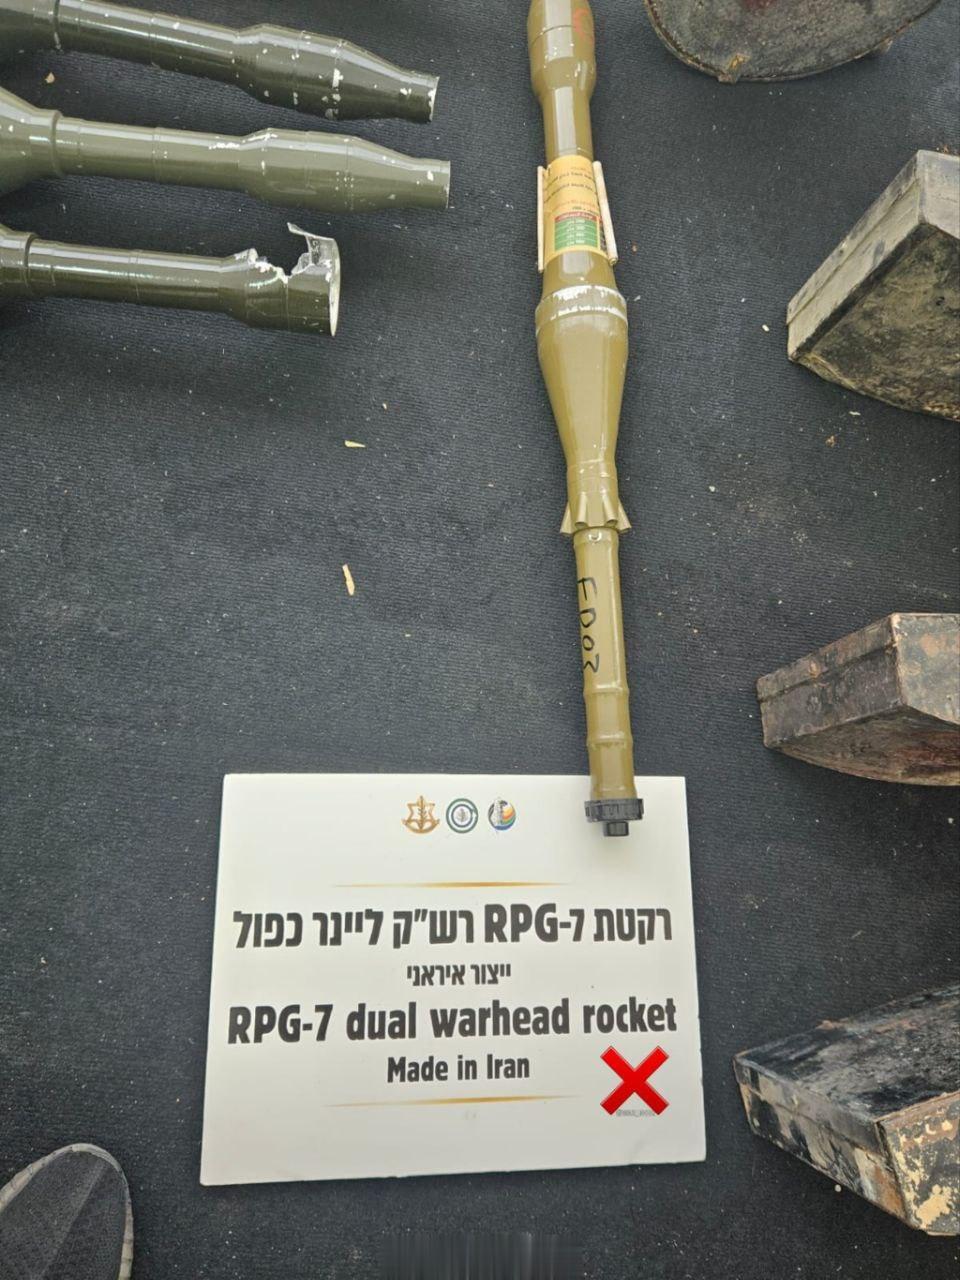 FD03
רקטת RPG-7 רש"ק ליינר כפול
ייצור איראני
RPG-7 dual warhead rocket
Made in Iran